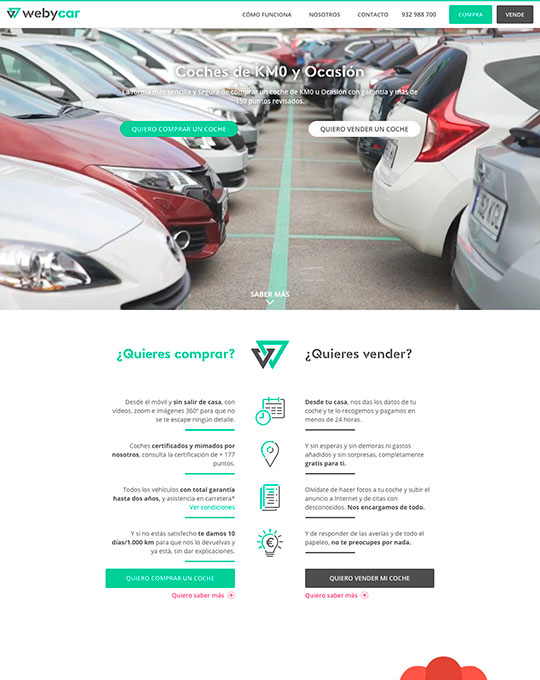 webycar
CÓMO FUNCIONA NOSOTROS CONTACTO 932 988 700 COMPRA VENDE
Coches de KM0 y Ocasión
La forma más sencilla y segura de comprar un coche de KM0 u Ocasión con garantía y más de
150 puntos revisados.
QUIERO COMPRAR UN COCHE
QUIERO VENDER UN COCHE
SABER MÁS
¿Quieres comprar?
Desde el móvil y sin salir de casa, con
vídeos, zoom e imágenes 360º para que no
se te escape ningún detalle.
Coches certificados y mimados por
nosotros, consulta la certificación de + 177
puntos.
Todos los vehículos con total garantía
hasta dos años, y asistencia en carretera*
Ver condiciones
Y si no estás satisfecho te damos 10
días/1.000 km para que nos lo devuelvas y
ya está, sin dar explicaciones.
QUIERO COMPRAR UN COCHE
Quiero saber más
¿Quieres vender?
Desde tu casa, nos das los datos de tu
coche y te lo recogemos y pagamos en
menos de 24 horas.
Y sin esperas y sin demoras ni gastos
añadidos y sin sorpresas, completamente
gratis para ti.
Olvídate de hacer fotos a tu coche y subir el
anuncio a Internet y de citas con
desconocidos. Nos encargamos de todo.
Y de responder de las averías y de todo el
papeleo, no te preocupes por nada.
QUIERO VENDER MI COCHE
Quiero saber más